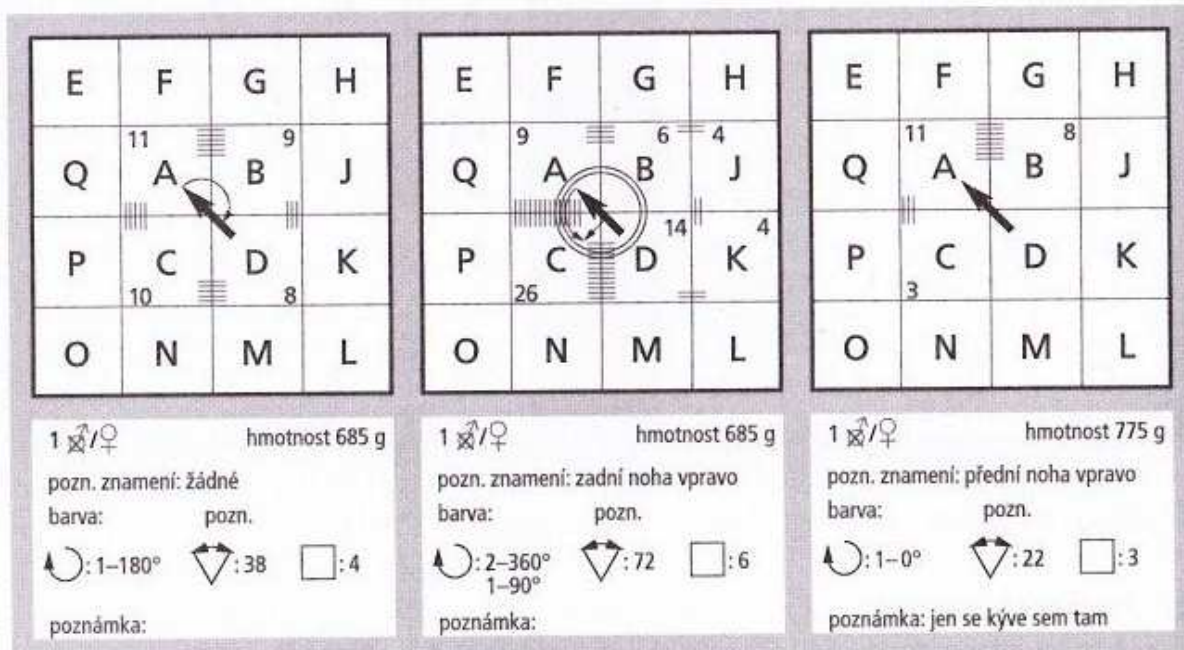 E F G H
11 9
Q A B J
P C D K
10 8
O N M L
1 ♂/♀ hmotnost 685 g
pozn. znamení: žádné
barva: pozn.
: 1–180° : 38 : 4
poznámka:
E F G H
9 6 4
Q A B J
14 4
P C D K
26
O N M L
1 ♂/♀ hmotnost 685 g
pozn. znamení: zadní noha vpravo
barva: pozn.
: 2–360° : 72 : 6
1–90°
poznámka:
E F G H
11 8
Q A B J
P C D K
3
O N M L
1 ♂/♀ hmotnost 775 g
pozn. znamení: přední noha vpravo
barva: pozn.
: 1–0° : 22 : 3
poznámka: jen se kýve sem tam